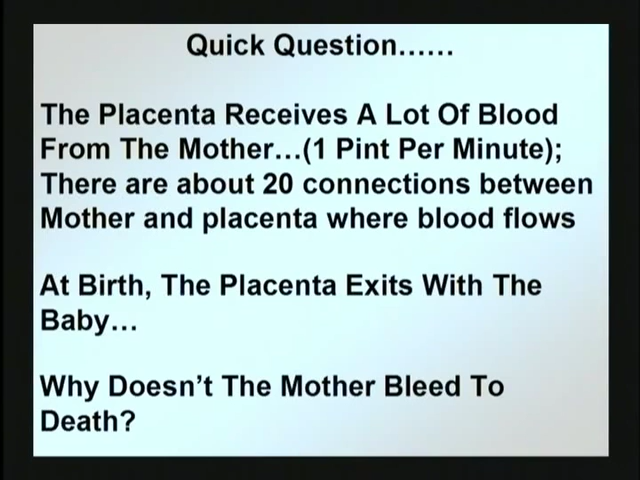 Quick Question……
The Placenta Receives A Lot Of Blood
From The Mother…(1 Pint Per Minute);
There are about 20 connections between
Mother and placenta where blood flows
At Birth, The Placenta Exits With The
Baby…
Why Doesn't The Mother Bleed To
Death?